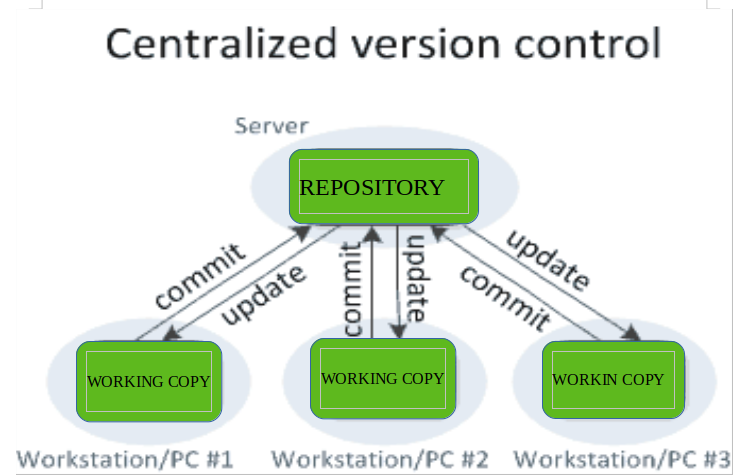 Centralized version control
Server
REPOSITORY
commit
update
commit
update
commit
update
WORKING COPY
WORKING COPY
WORKIN COPY
Workstation/PC #1
Workstation/PC #2
Workstation/PC #3